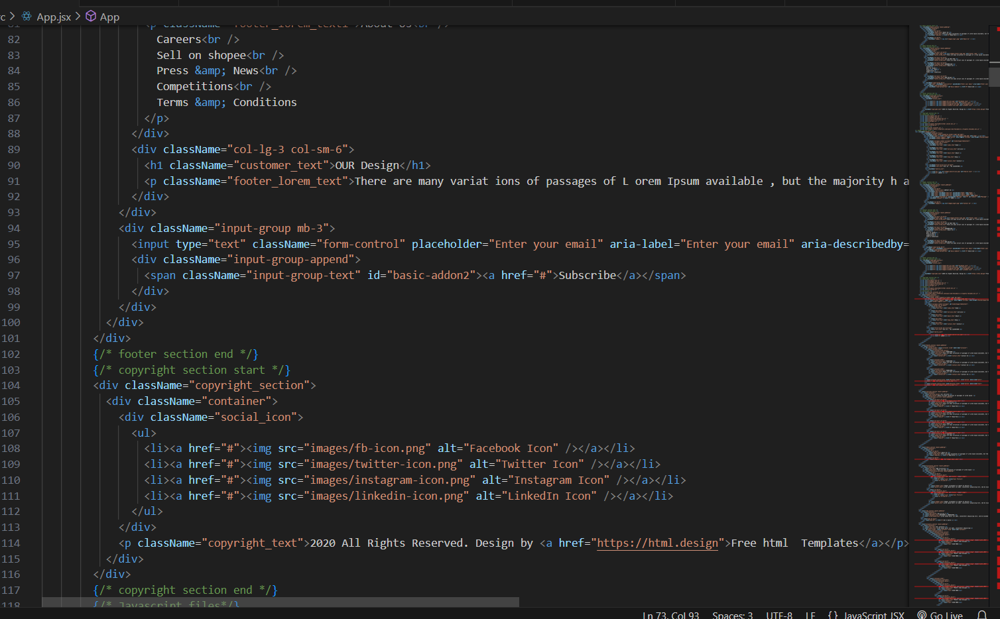 c > App.jsx > App
81 <p className="footer_lorem_text1">About Us<br />
82 Careers<br />
83 Sell on shopee<br />
84 Press &amp; News<br />
85 Competitions<br />
86 Terms &amp; Conditions
87 </p>
88 </div>
89 <div className="col-lg-3 col-sm-6">
90 <h1 className="customer_text">OUR Design</h1>
91 <p className="footer_lorem_text">There are many variat ions of passages of L orem Ipsum available , but the majority h a
92 </div>
93 </div>
94 <div className="input-group mb-3">
95 <input type="text" className="form-control" placeholder="Enter your email" aria-label="Enter your email" aria-describedby=
96 <div className="input-group-append">
97 <span className="input-group-text" id="basic-addon2"><a href="#">Subscribe</a></span>
98 </div>
99 </div>
100 </div>
101 </div>
102 {/* footer section end */}
103 {/* copyright section start */}
104 <div className="copyright_section">
105 <div className="container">
106 <div className="social_icon">
107 <ul>
108 <li><a href="#"><img src="images/fb-icon.png" alt="Facebook Icon" /></a></li>
109 <li><a href="#"><img src="images/twitter-icon.png" alt="Twitter Icon" /></a></li>
110 <li><a href="#"><img src="images/instagram-icon.png" alt="Instagram Icon" /></a></li>
111 <li><a href="#"><img src="images/linkedin-icon.png" alt="LinkedIn Icon" /></a></li>
112 </ul>
113 </div>
114 <p className="copyright_text">2020 All Rights Reserved. Design by <a href="https://html.design">Free html  Templates</a></p>
115 </div>
116 </div>
117 {/* copyright section end */}
118 {/* Javascript files*/}
Ln 73, Col 93 Spaces: 3 UTF-8 LF {} JavaScript JSX Go Live